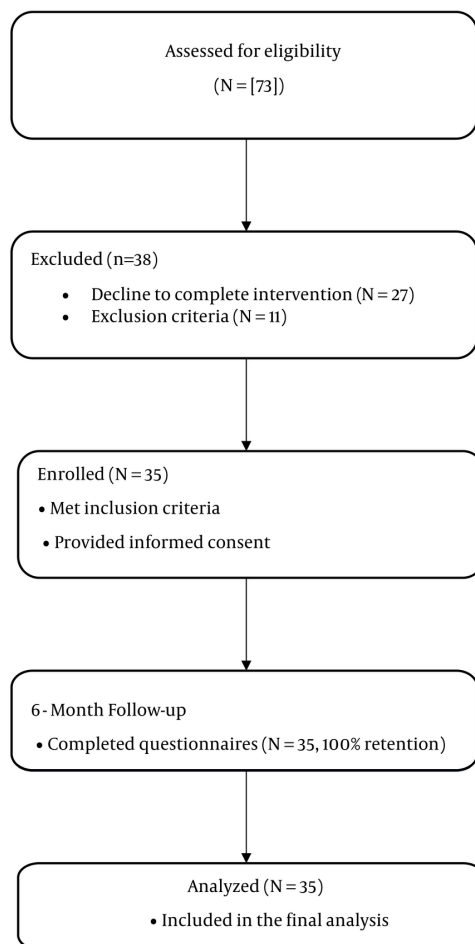 Assessed for eligibility
(N = [73])
Excluded (n=38)
• Decline to complete intervention (N = 27)
• Exclusion criteria (N = 11)
Enrolled (N = 35)
• Met inclusion criteria
• Provided informed consent
6 - Month Follow-up
• Completed questionnaires (N = 35, 100% retention)
Analyzed (N = 35)
• Included in the final analysis